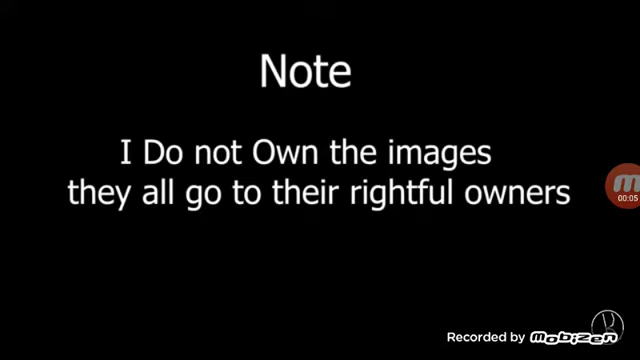 Note
I Do not Own the images
they all go to their rightful owners
00:05
Recorded by Mobizen